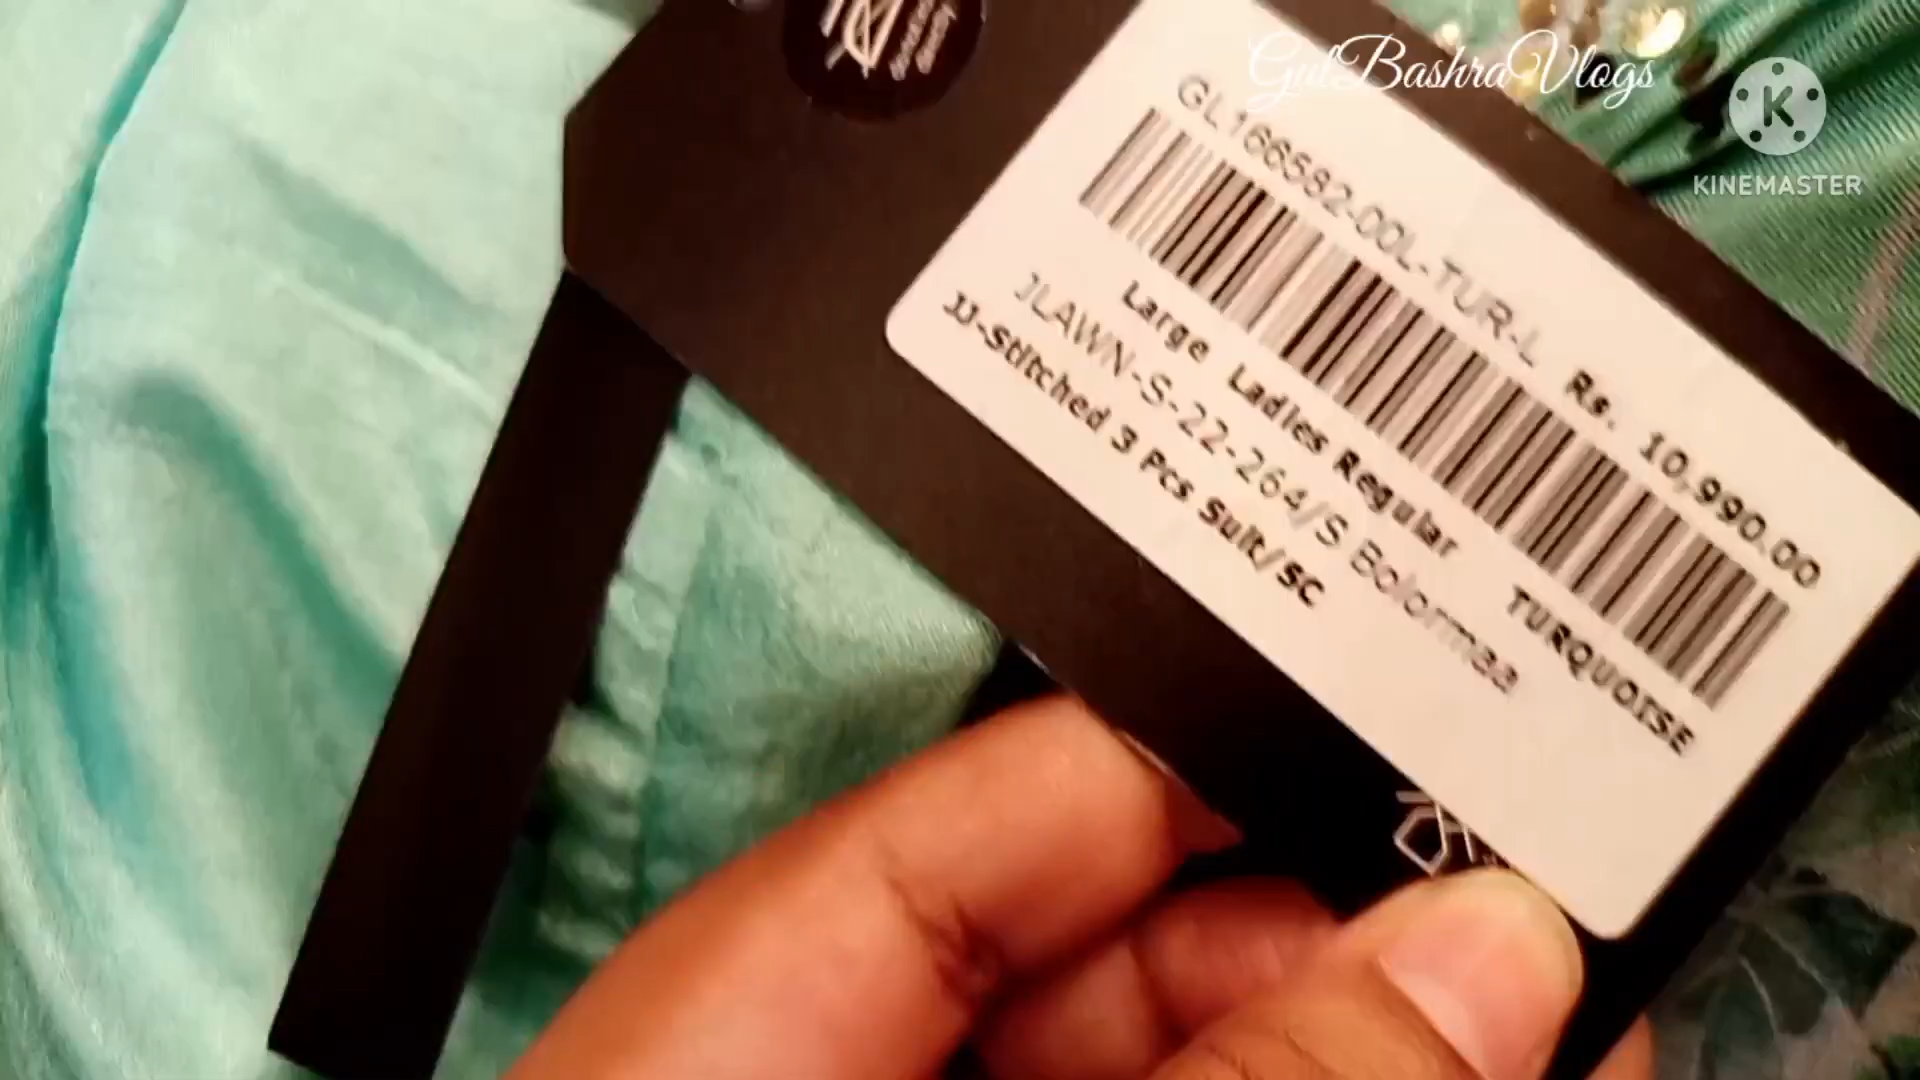 GulBashraVlogs
KINEMASTER
GL166582-00L-TUR-L
Rs. 10,990.00
Large Ladies Regular
TURQUOISE
JLAWN-S-22-264/S Bolormaa
JJ-Stitched 3 Pcs Suit/SC